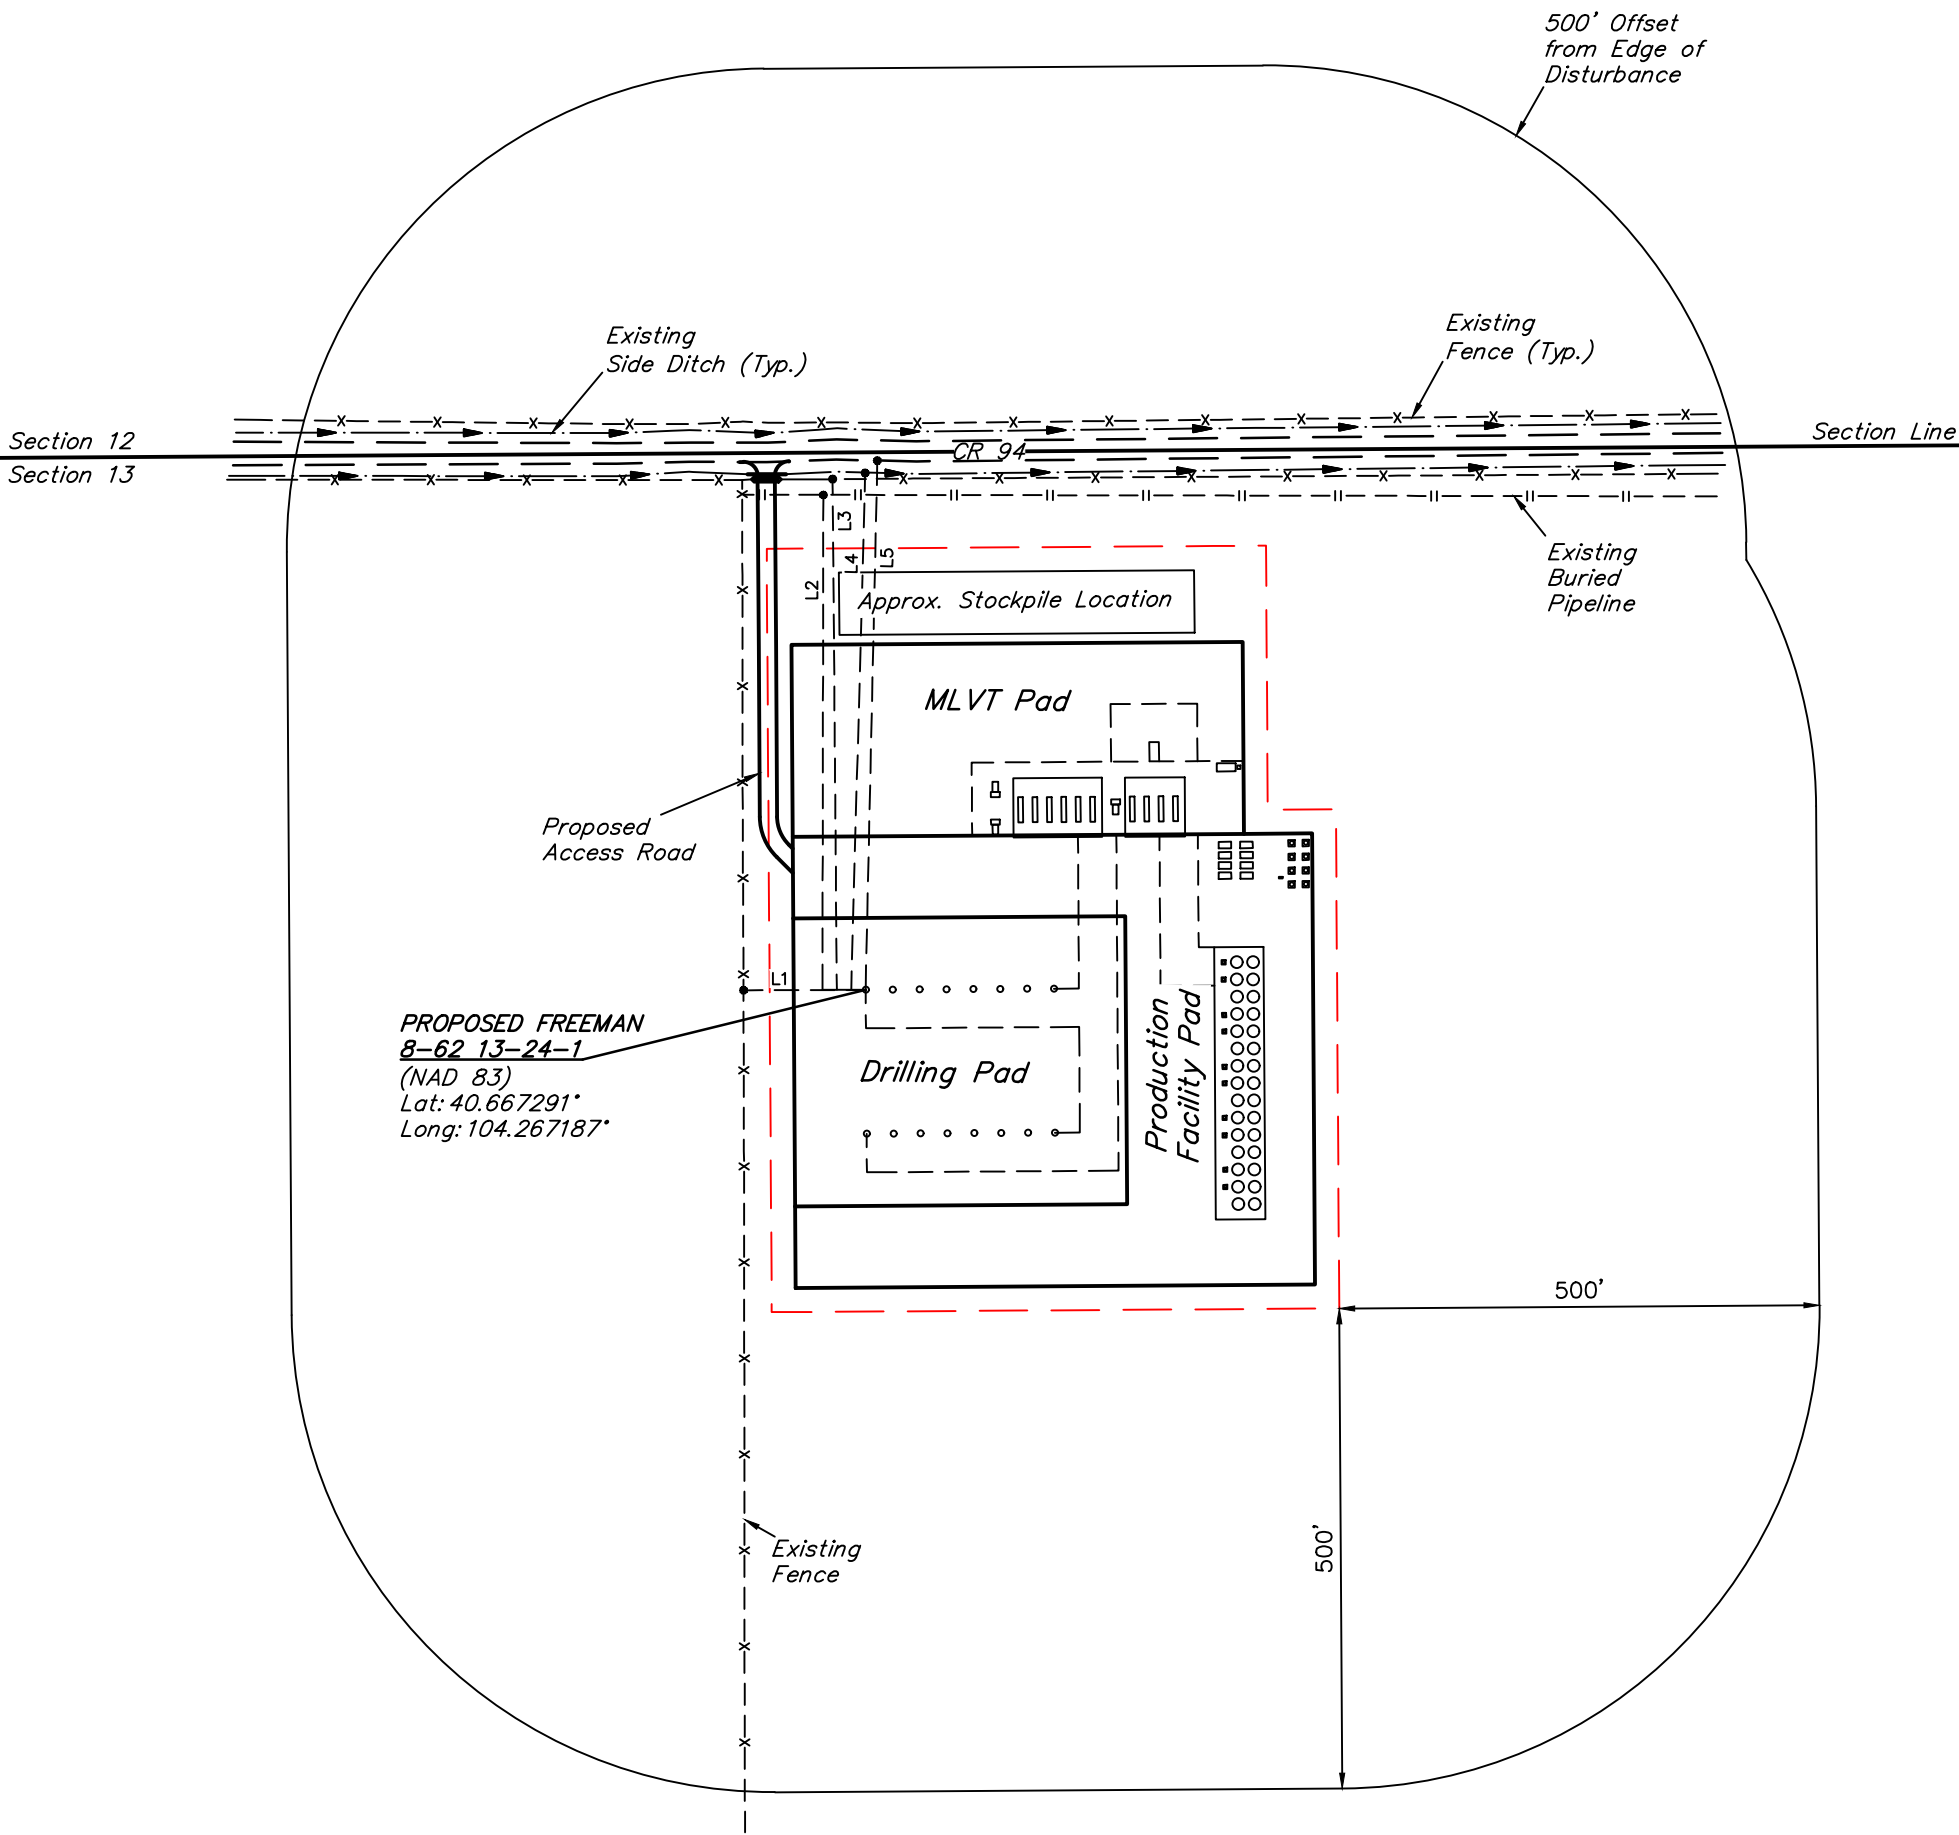 500' Offset
from Edge of
Disturbance
Existing
Side Ditch (Typ.)
Existing
Fence (Typ.)
Section 12
Section 13
CR 94
Section Line
L3
L4
L5
L2
Existing
Buried
Pipeline
Approx. Stockpile Location
MLVT Pad
Proposed
Access Road
L1
PROPOSED FREEMAN
8-62 13-24-1
(NAD 83)
Lat: 40.667291°
Long: 104.267187°
Drilling Pad
Production
Facility Pad
500'
500'
Existing
Fence